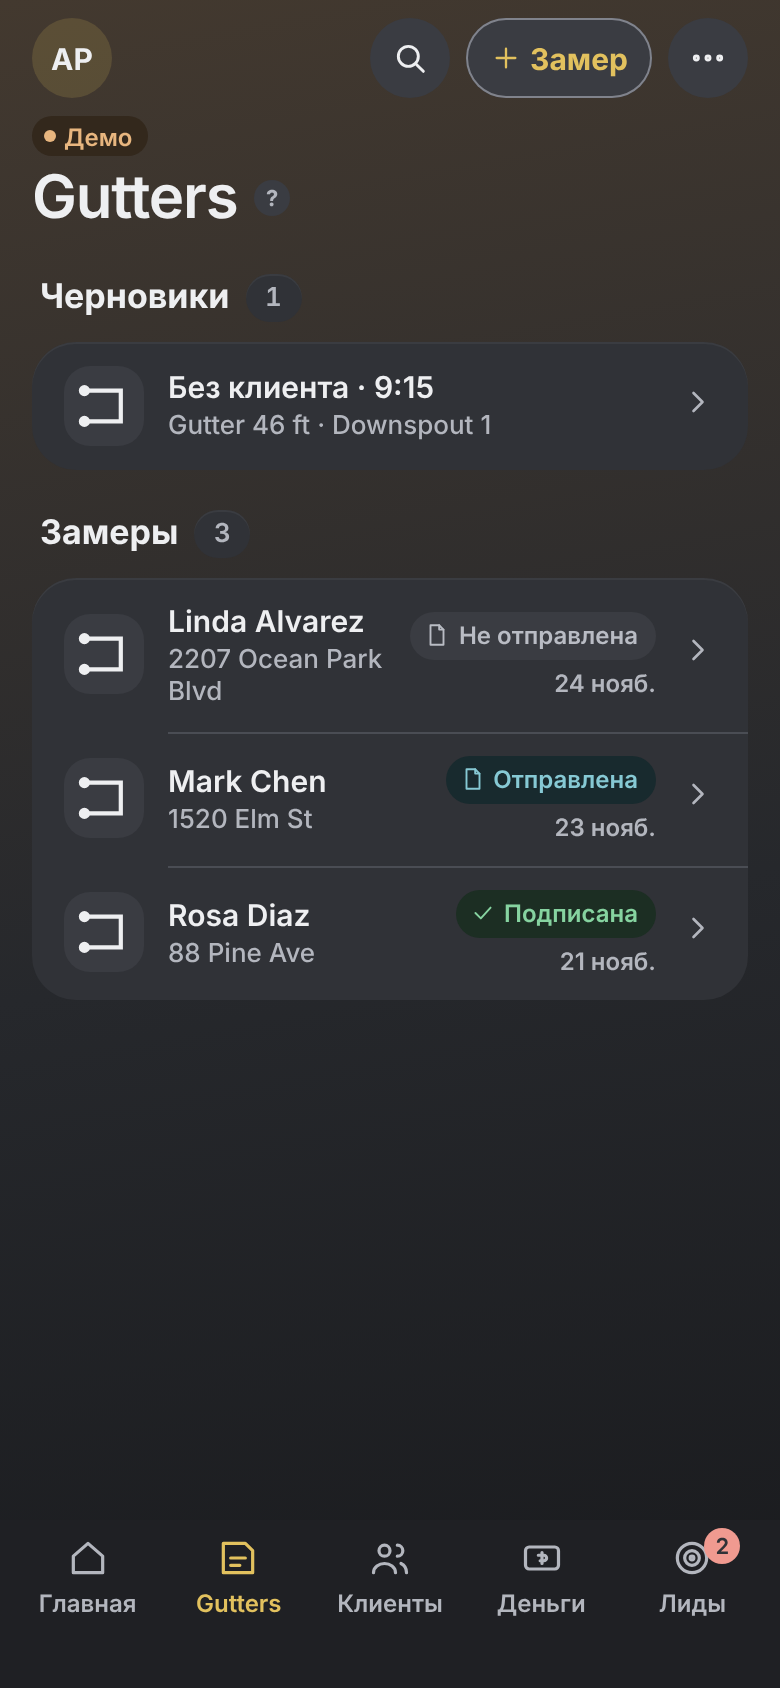 AP
+ Замер
Демо
Gutters ?
Черновики 1
Без клиента · 9:15
Gutter 46 ft · Downspout 1
Замеры 3
Linda Alvarez
2207 Ocean Park
Blvd
Не отправлена
24 нояб.
Mark Chen
1520 Elm St
Отправлена
23 нояб.
Rosa Diaz
88 Pine Ave
Подписана
21 нояб.
2
Главная
Gutters
Клиенты
Деньги
Лиды